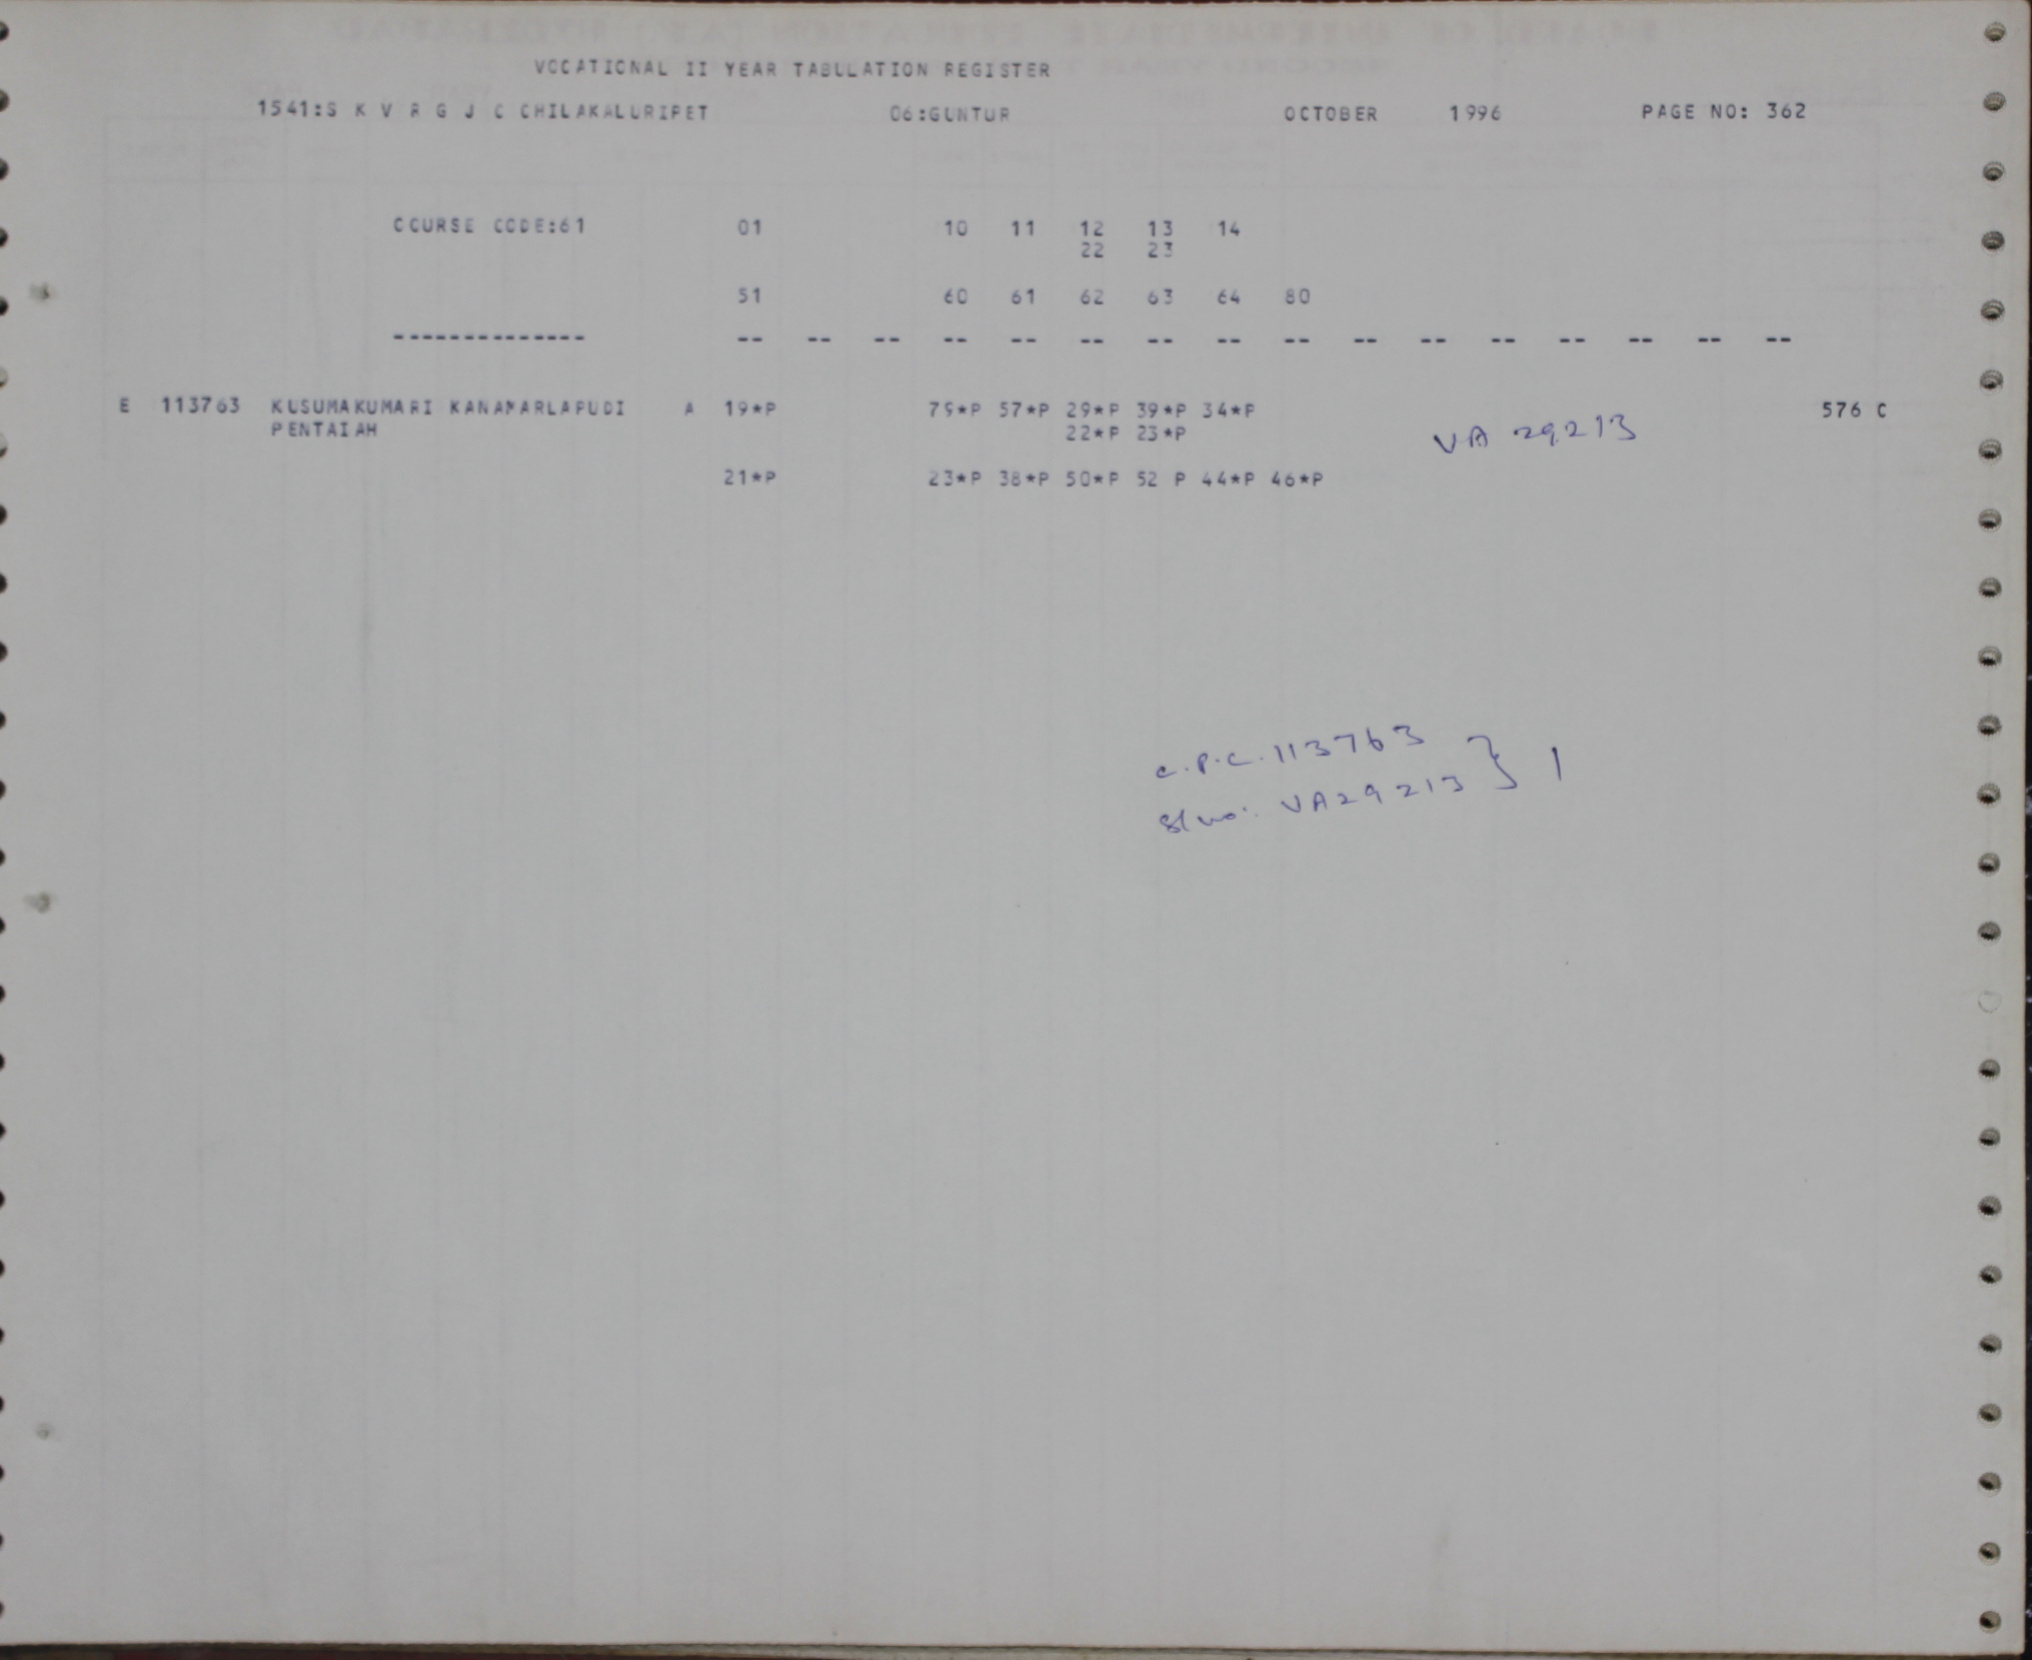 VOCATIONAL II YEAR TABULATION REGISTER
1541:S K V R G J C CHILAKALURIPET 06:GUNTUR OCTOBER 1996 PAGE NO: 362
COURSE CODE:61 01 10 11 12 13 14
22 23
51 60 61 62 63 64 80
-------------- -- -- -- -- -- -- -- -- -- -- -- -- -- -- -- --
E 113763 KUSUMAKUMARI KANAMARLAPUDI A 19*P 75*P 57*P 29*P 39*P 34*P 576 C
PENTAIAH 22*P 23*P VA 29213
21*P 23*P 38*P 50*P 52 P 44*P 46*P
C.P.C. 113763
Sl no: VA29213 } 1